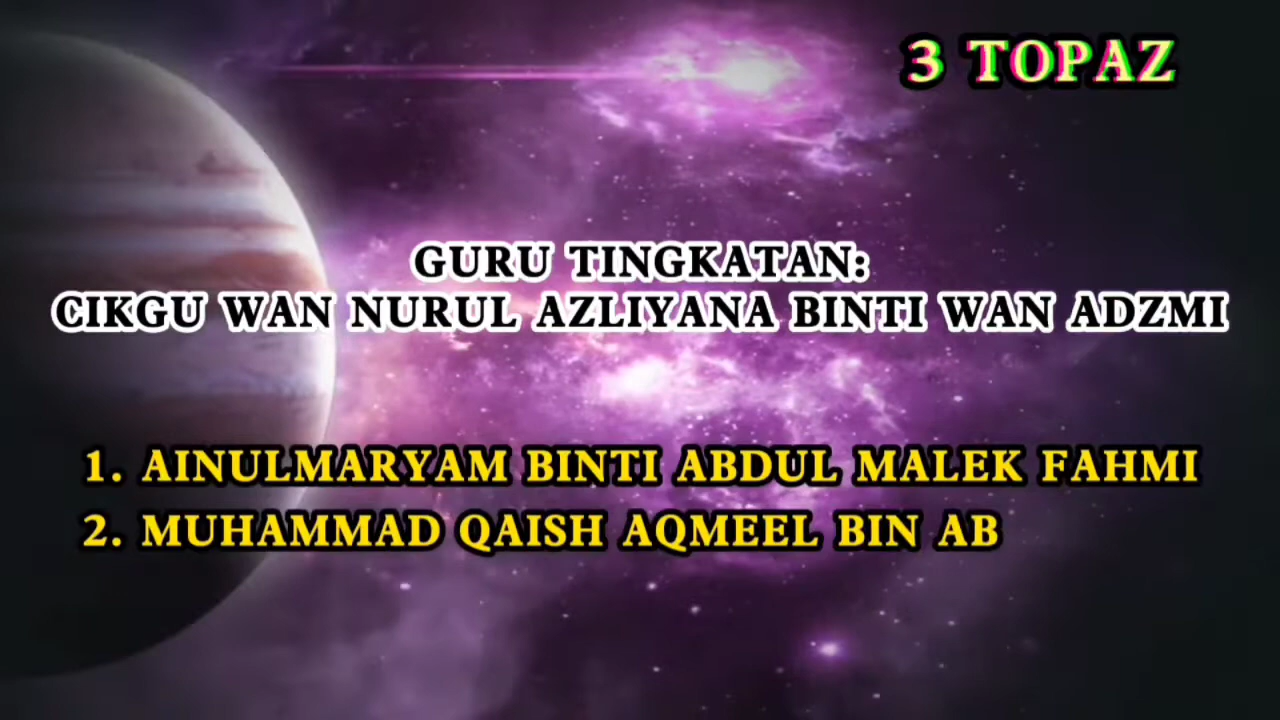 3 TOPAZ
GURU TINGKATAN:
CIKGU WAN NURUL AZLIYANA BINTI WAN ADZMI
1. AINULMARYAM BINTI ABDUL MALEK FAHMI
2. MUHAMMAD QAISH AQMEEL BIN AB